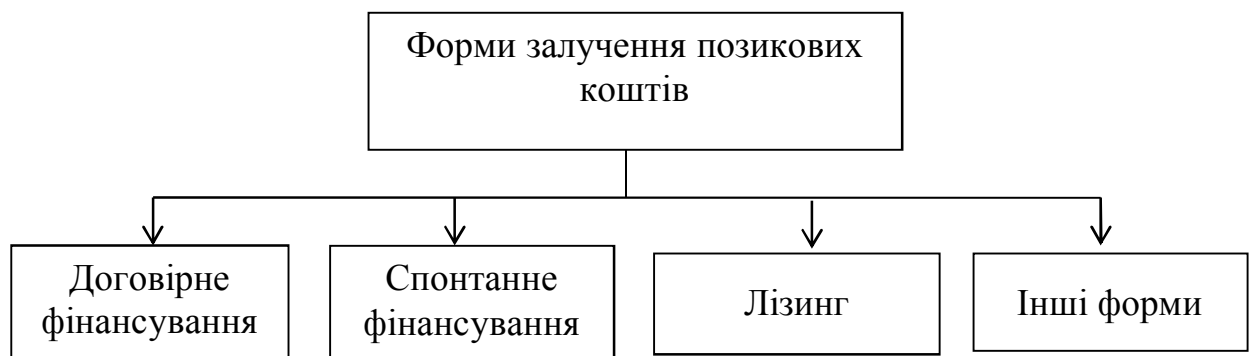 Форми залучення позикових
коштів
Договірне
фінансування
Спонтанне
фінансування
Лізинг
Інші форми